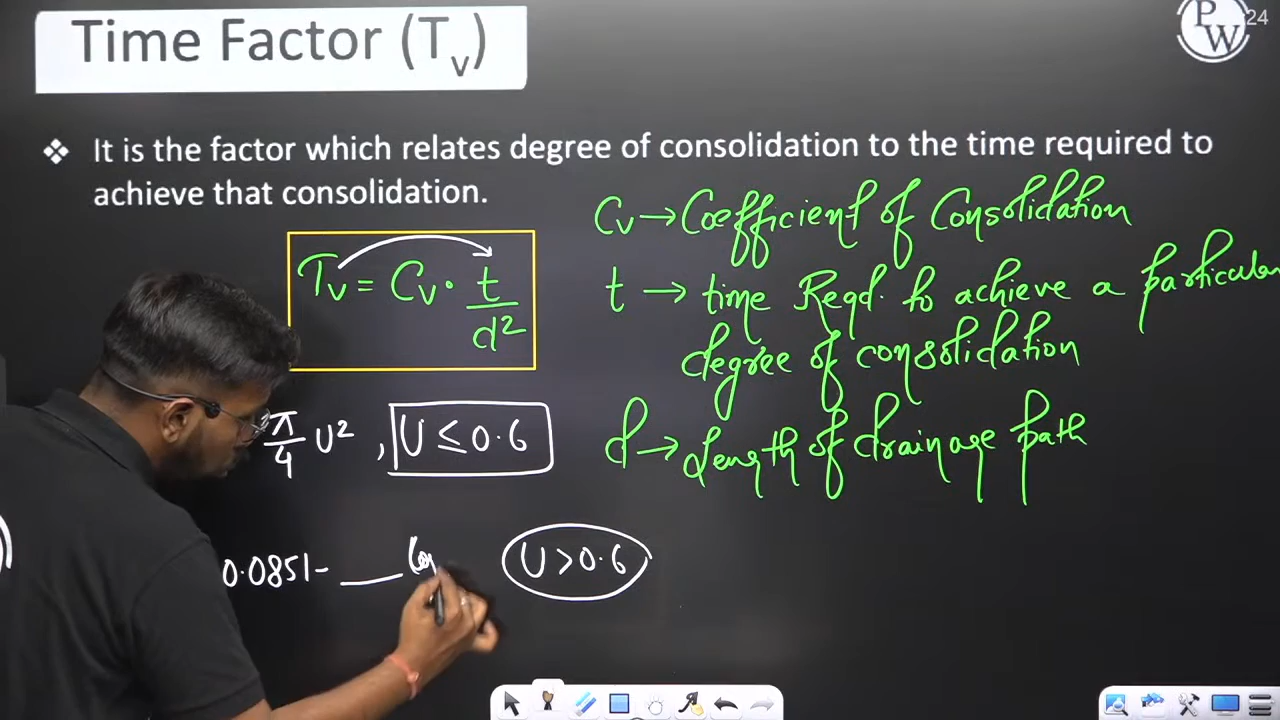 Time Factor (Tv)
PW
24
❖ It is the factor which relates degree of consolidation to the time required to
achieve that consolidation.
Tv = Cv · t/d²
Cv → Coefficient of Consolidation
t → time Reqd. to achieve a particular
degree of consolidation
d → Length of drainage path
π/4 U² , U ≤ 0.6
0.0851- ___ U > 0.6